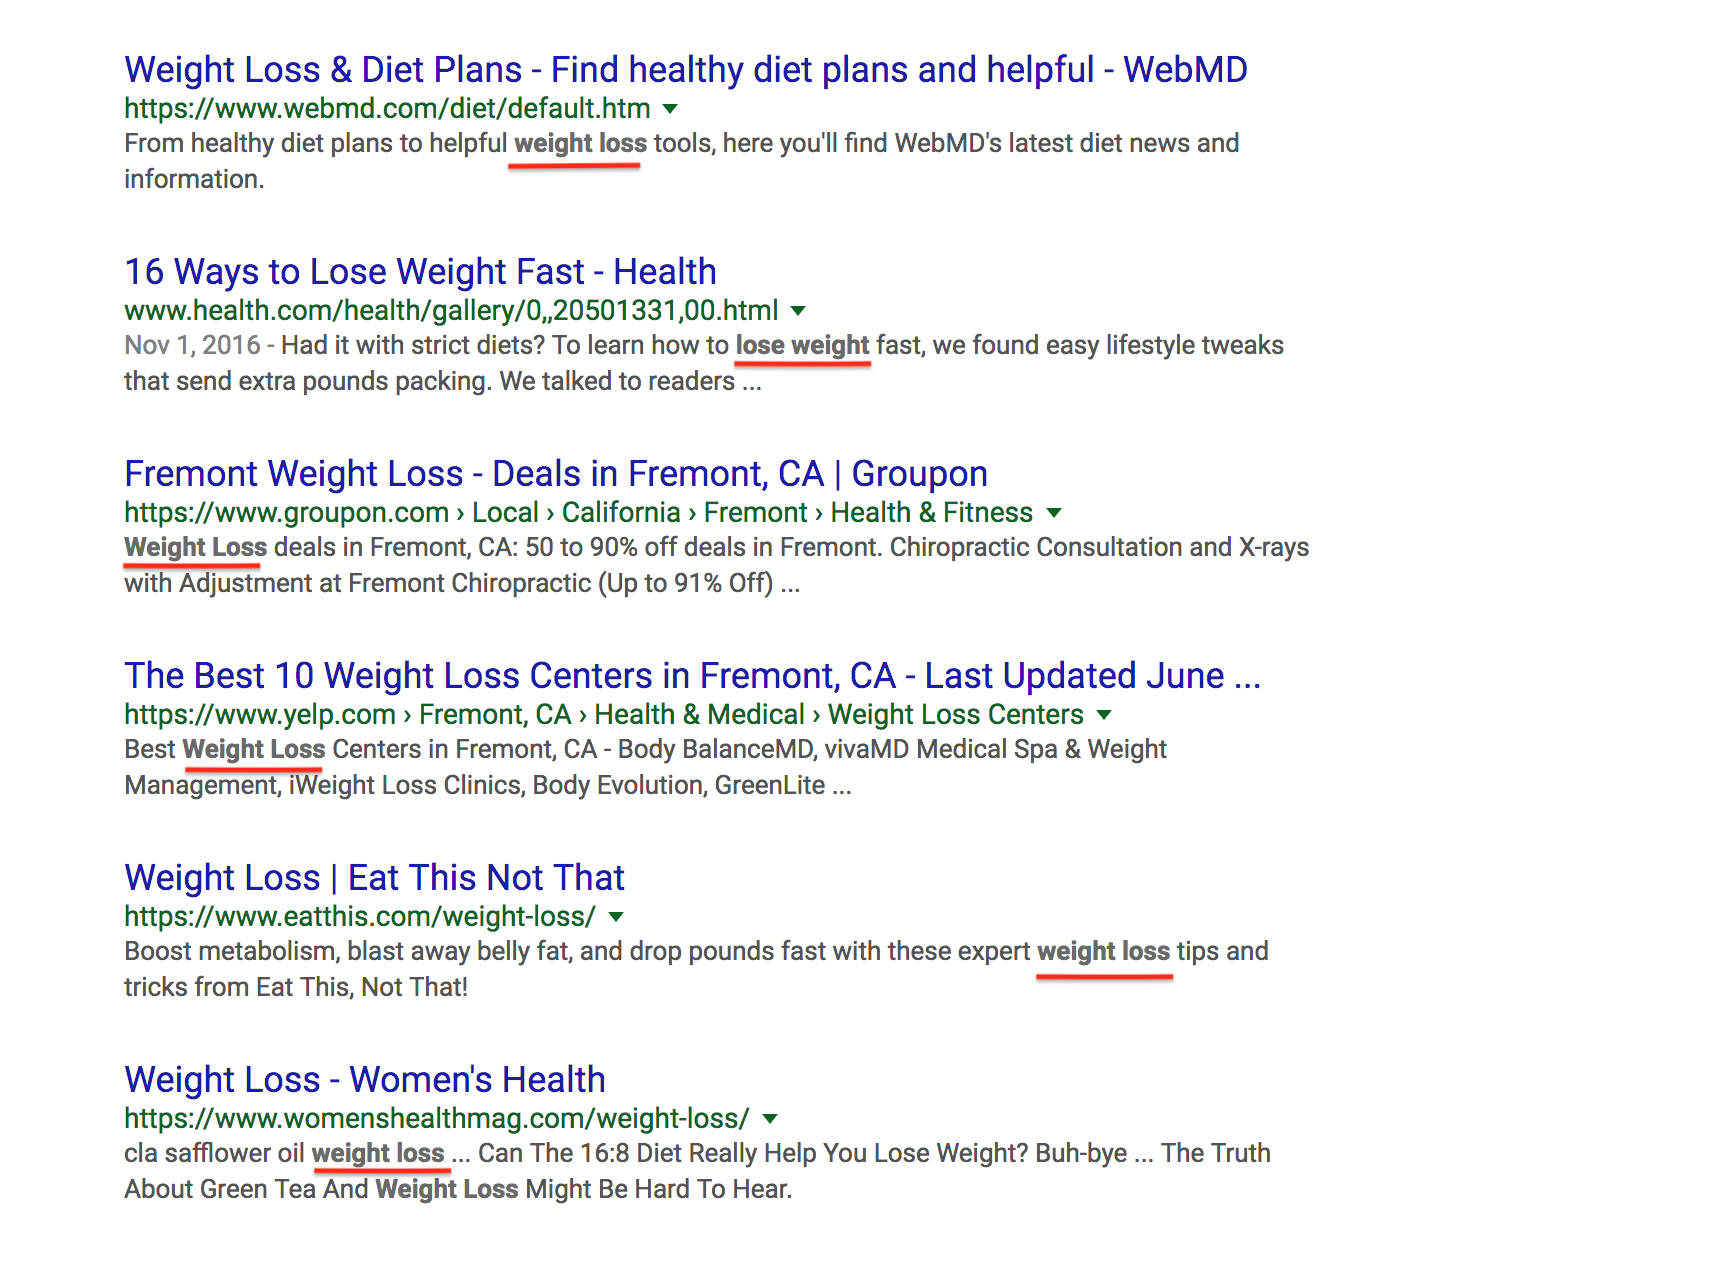 Weight Loss & Diet Plans - Find healthy diet plans and helpful - WebMD
https://www.webmd.com/diet/default.htm
From healthy diet plans to helpful weight loss tools, here you'll find WebMD's latest diet news and
information.
16 Ways to Lose Weight Fast - Health
www.health.com/health/gallery/0,,20501331,00.html
Nov 1, 2016 - Had it with strict diets? To learn how to lose weight fast, we found easy lifestyle tweaks
that send extra pounds packing. We talked to readers ...
Fremont Weight Loss - Deals in Fremont, CA | Groupon
https://www.groupon.com › Local › California › Fremont › Health & Fitness
Weight Loss deals in Fremont, CA: 50 to 90% off deals in Fremont. Chiropractic Consultation and X-rays
with Adjustment at Fremont Chiropractic (Up to 91% Off) ...
The Best 10 Weight Loss Centers in Fremont, CA - Last Updated June ...
https://www.yelp.com › Fremont, CA › Health & Medical › Weight Loss Centers
Best Weight Loss Centers in Fremont, CA - Body BalanceMD, vivaMD Medical Spa & Weight
Management, iWeight Loss Clinics, Body Evolution, GreenLite ...
Weight Loss | Eat This Not That
https://www.eatthis.com/weight-loss/
Boost metabolism, blast away belly fat, and drop pounds fast with these expert weight loss tips and
tricks from Eat This, Not That!
Weight Loss - Women's Health
https://www.womenshealthmag.com/weight-loss/
cla safflower oil weight loss ... Can The 16:8 Diet Really Help You Lose Weight? Buh-bye ... The Truth
About Green Tea And Weight Loss Might Be Hard To Hear.